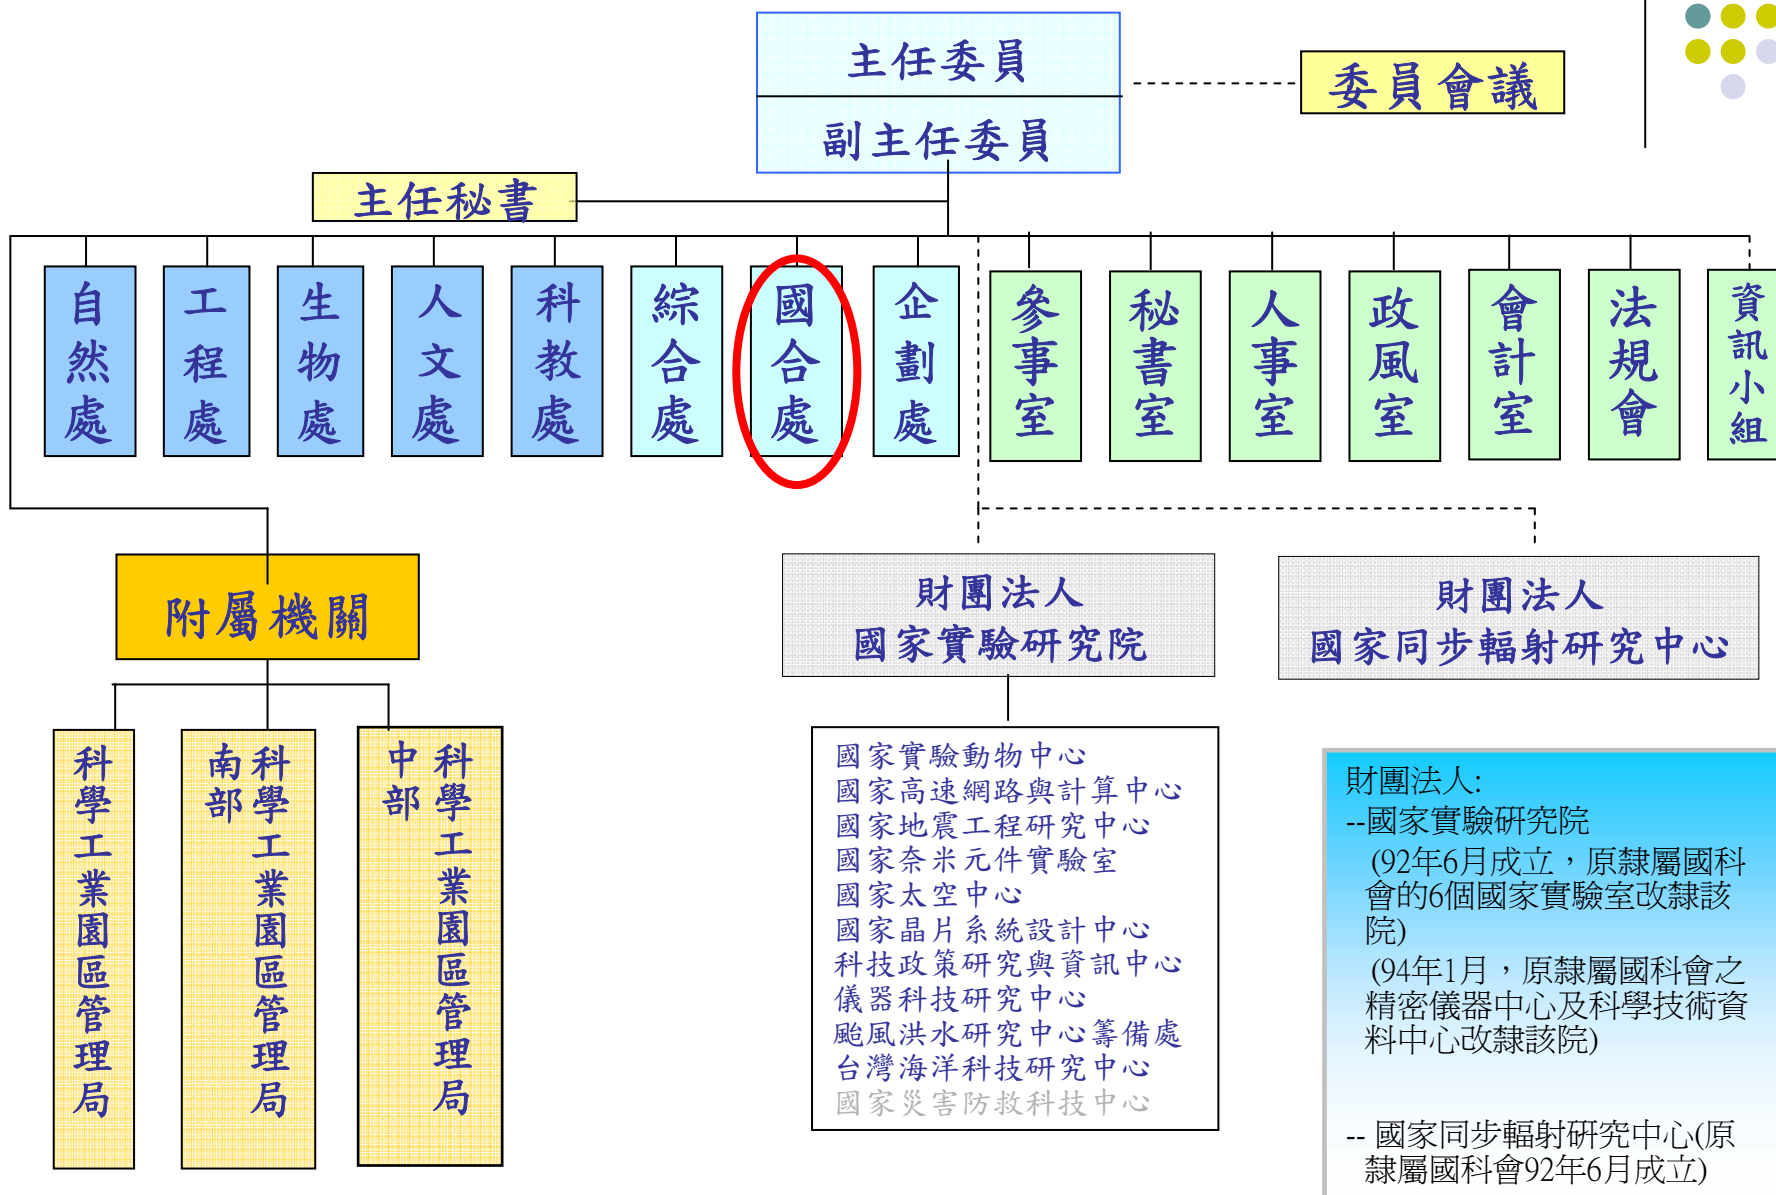 主任委員
副主任委員
委員會議
主任秘書
自然處
工程處
生物處
人文處
科教處
綜合處
國合處
企劃處
參事室
秘書室
人事室
政風室
會計室
法規會
資訊小組
附屬機關
科學工業園區管理局
南部科學工業園區管理局
中部科學工業園區管理局
財團法人
國家實驗研究院
財團法人
國家同步輻射研究中心
國家實驗動物中心
國家高速網路與計算中心
國家地震工程研究中心
國家奈米元件實驗室
國家太空中心
國家晶片系統設計中心
科技政策研究與資訊中心
儀器科技研究中心
颱風洪水研究中心籌備處
台灣海洋科技研究中心
國家災害防救科技中心
財團法人:
--國家實驗研究院
(92年6月成立，原隸屬國科
會的6個國家實驗室改隸該
院)
(94年1月，原隸屬國科會之
精密儀器中心及科學技術資
料中心改隸該院)
-- 國家同步輻射研究中心(原
隸屬國科會92年6月成立)